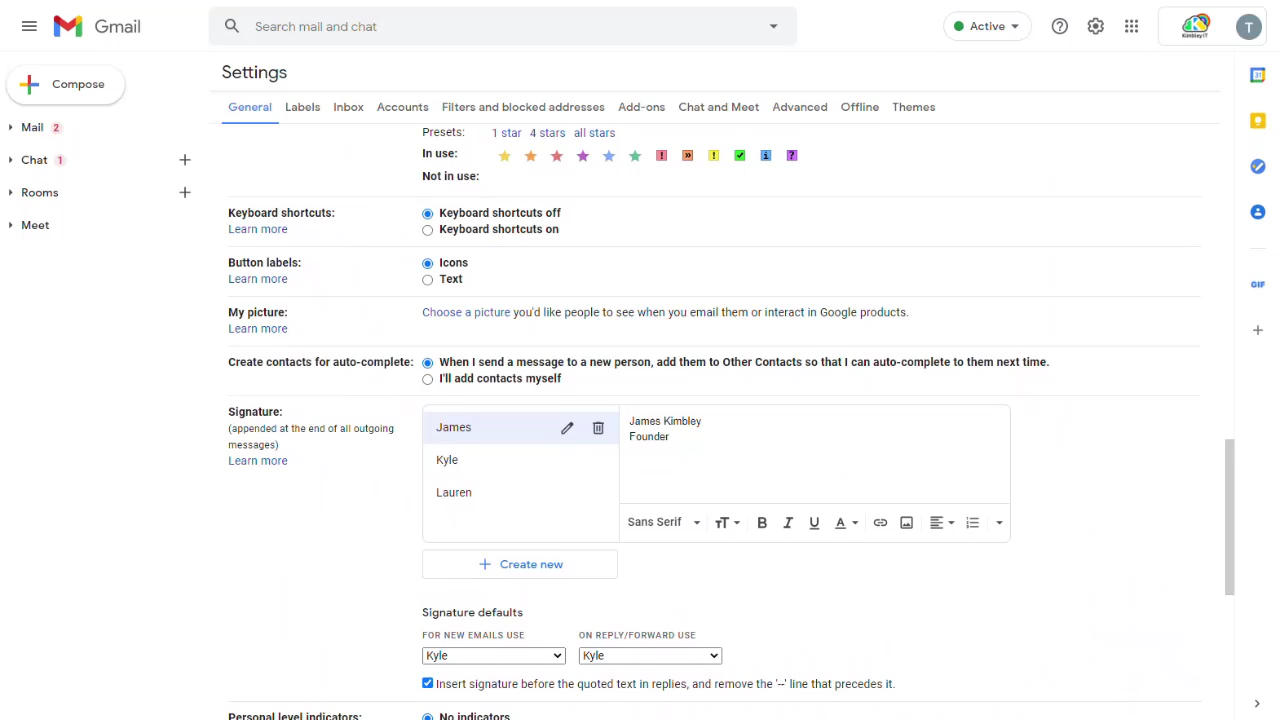 Gmail
Search mail and chat
Active
Kimbley IT
T
Compose
Mail 2
Chat 1
Rooms
Meet
Settings
General Labels Inbox Accounts Filters and blocked addresses Add-ons Chat and Meet Advanced Offline Themes
Presets: 1 star 4 stars all stars
In use: ! » ! i ?
Not in use:
Keyboard shortcuts: Keyboard shortcuts off
Learn more Keyboard shortcuts on
Button labels: Icons
Learn more Text
My picture: Choose a picture you'd like people to see when you email them or interact in Google products.
Learn more
Create contacts for auto-complete: When I send a message to a new person, add them to Other Contacts so that I can auto-complete to them next time.
I'll add contacts myself
Signature:
(appended at the end of all outgoing
messages)
Learn more
James
Kyle
Lauren
James Kimbley
Founder
Sans Serif TT B I U A
+ Create new
Signature defaults
FOR NEW EMAILS USE ON REPLY/FORWARD USE
Kyle Kyle
Insert signature before the quoted text in replies, and remove the '--' line that precedes it.
Personal level indicators: No indicators
31
GIF